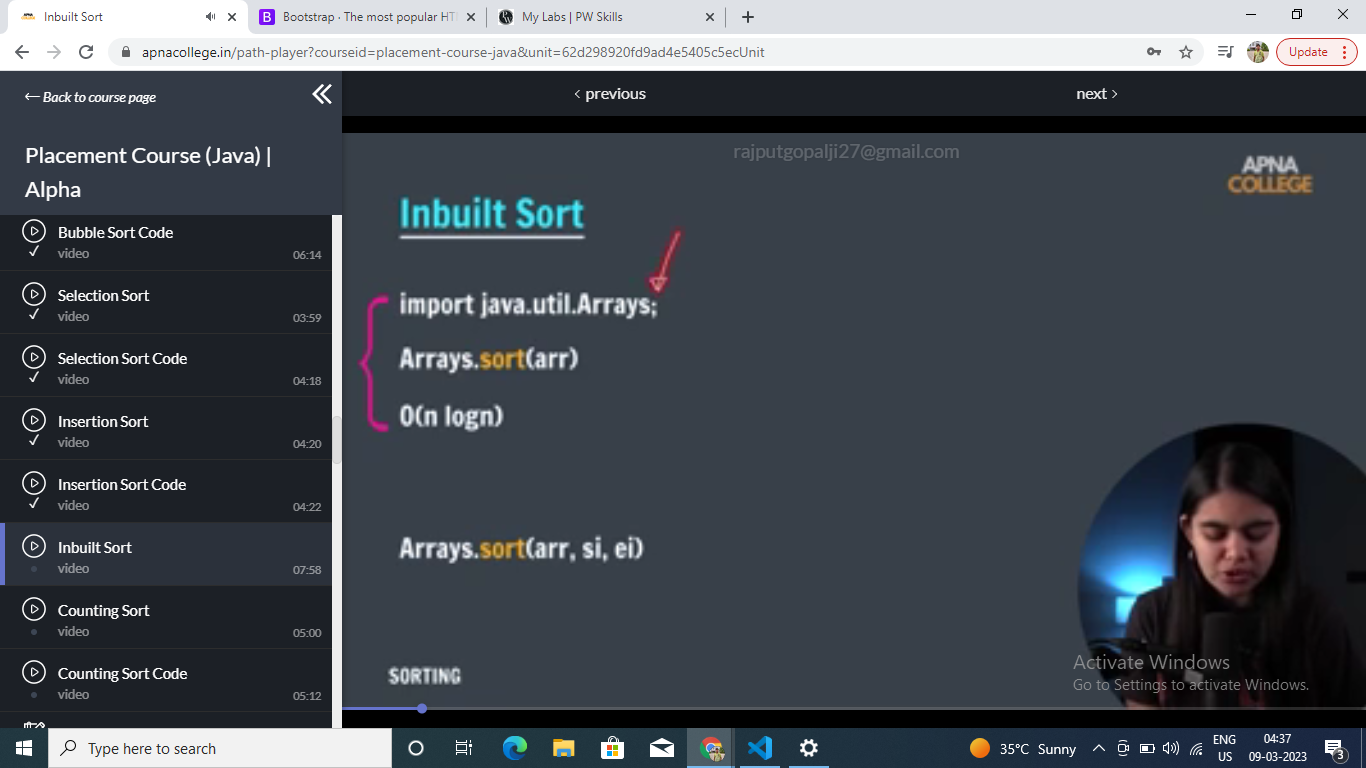 Inbuilt Sort
Bootstrap · The most popular HT
My Labs | PW Skills
apnacollege.in/path-player?courseid=placement-course-java&unit=62d298920fd9ad4e5405c5ecUnit
Update
← Back to course page
‹ previous
next ›
Placement Course (Java) |
Alpha
Bubble Sort Code
video 06:14
Selection Sort
video 03:59
Selection Sort Code
video 04:18
Insertion Sort
video 04:20
Insertion Sort Code
video 04:22
Inbuilt Sort
video 07:58
Counting Sort
video 05:00
Counting Sort Code
video 05:12
rajputgopalji27@gmail.com
APNA
COLLEGE
Inbuilt Sort
import java.util.Arrays;
Arrays.sort(arr)
O(n logn)
Arrays.sort(arr, si, ei)
SORTING
Activate Windows
Go to Settings to activate Windows.
Type here to search
35°C Sunny
ENG
US
04:37
09-03-2023
3